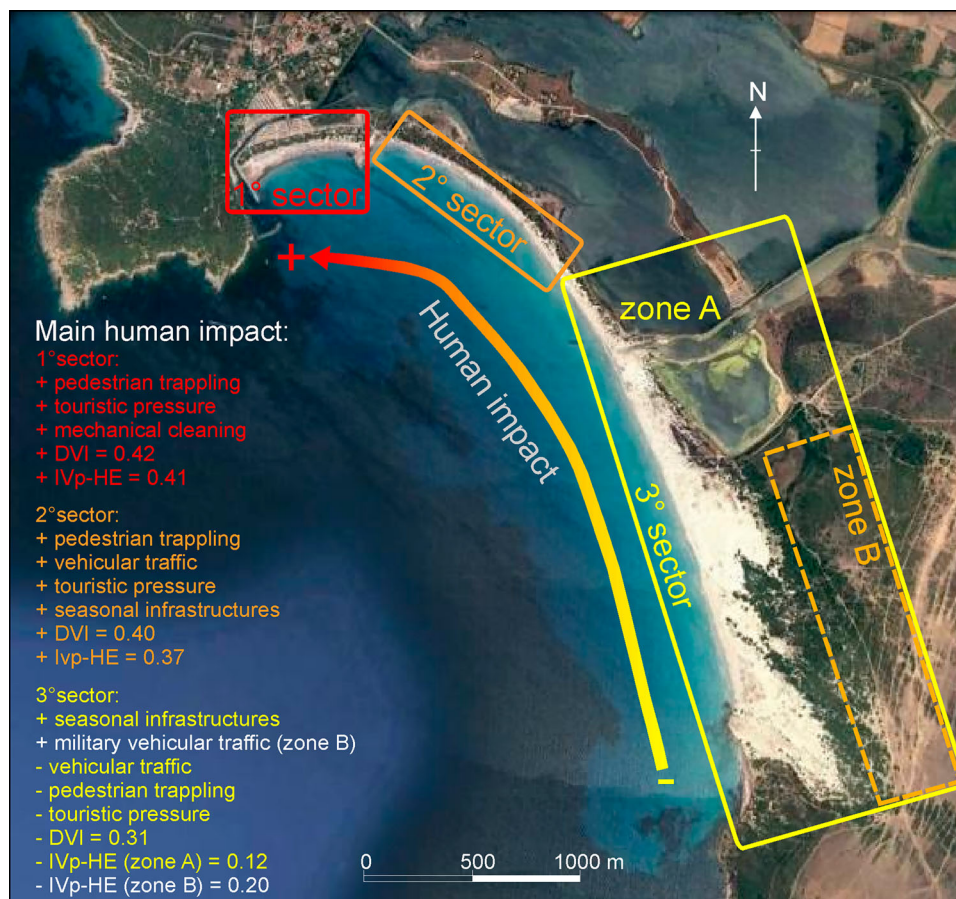 N
1° sector
2° sector
zone A
Human impact
3° sector
zone B
Main human impact:
1°sector:
+ pedestrian trappling
+ touristic pressure
+ mechanical cleaning
+ DVI = 0.42
+ IVp-HE = 0.41
2°sector:
+ pedestrian trappling
+ vehicular traffic
+ touristic pressure
+ seasonal infrastructures
+ DVI = 0.40
+ Ivp-HE = 0.37
3°sector:
+ seasonal infrastructures
+ military vehicular traffic (zone B)
- vehicular traffic
- pedestrian trappling
- touristic pressure
- DVI = 0.31
- IVp-HE (zone A) = 0.12
- IVp-HE (zone B) = 0.20
+
-
0 500 1000 m